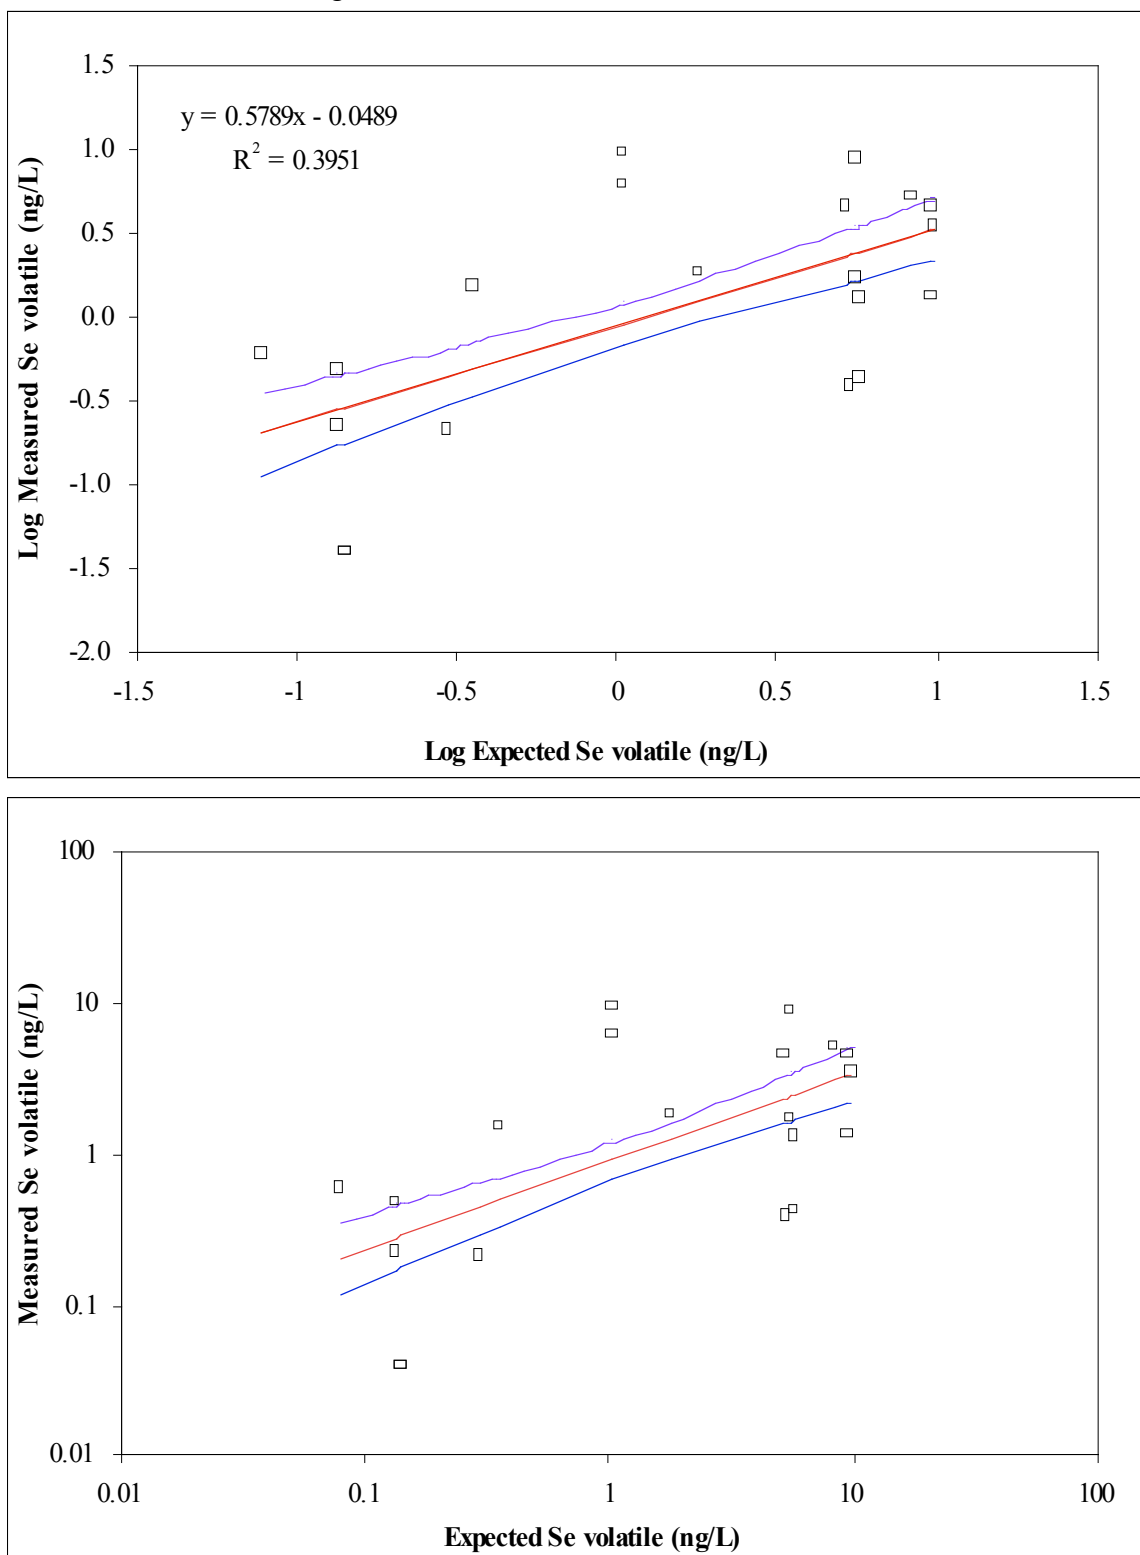 1.5
1.0
0.5
0.0
-0.5
-1.0
-1.5
-2.0
y = 0.5789x - 0.0489
R² = 0.3951
-1.5 -1 -0.5 0 0.5 1 1.5
Log Measured Se volatile (ng/L)
Log Expected Se volatile (ng/L)
100
10
1
0.1
0.01
0.01 0.1 1 10 100
Measured Se volatile (ng/L)
Expected Se volatile (ng/L)